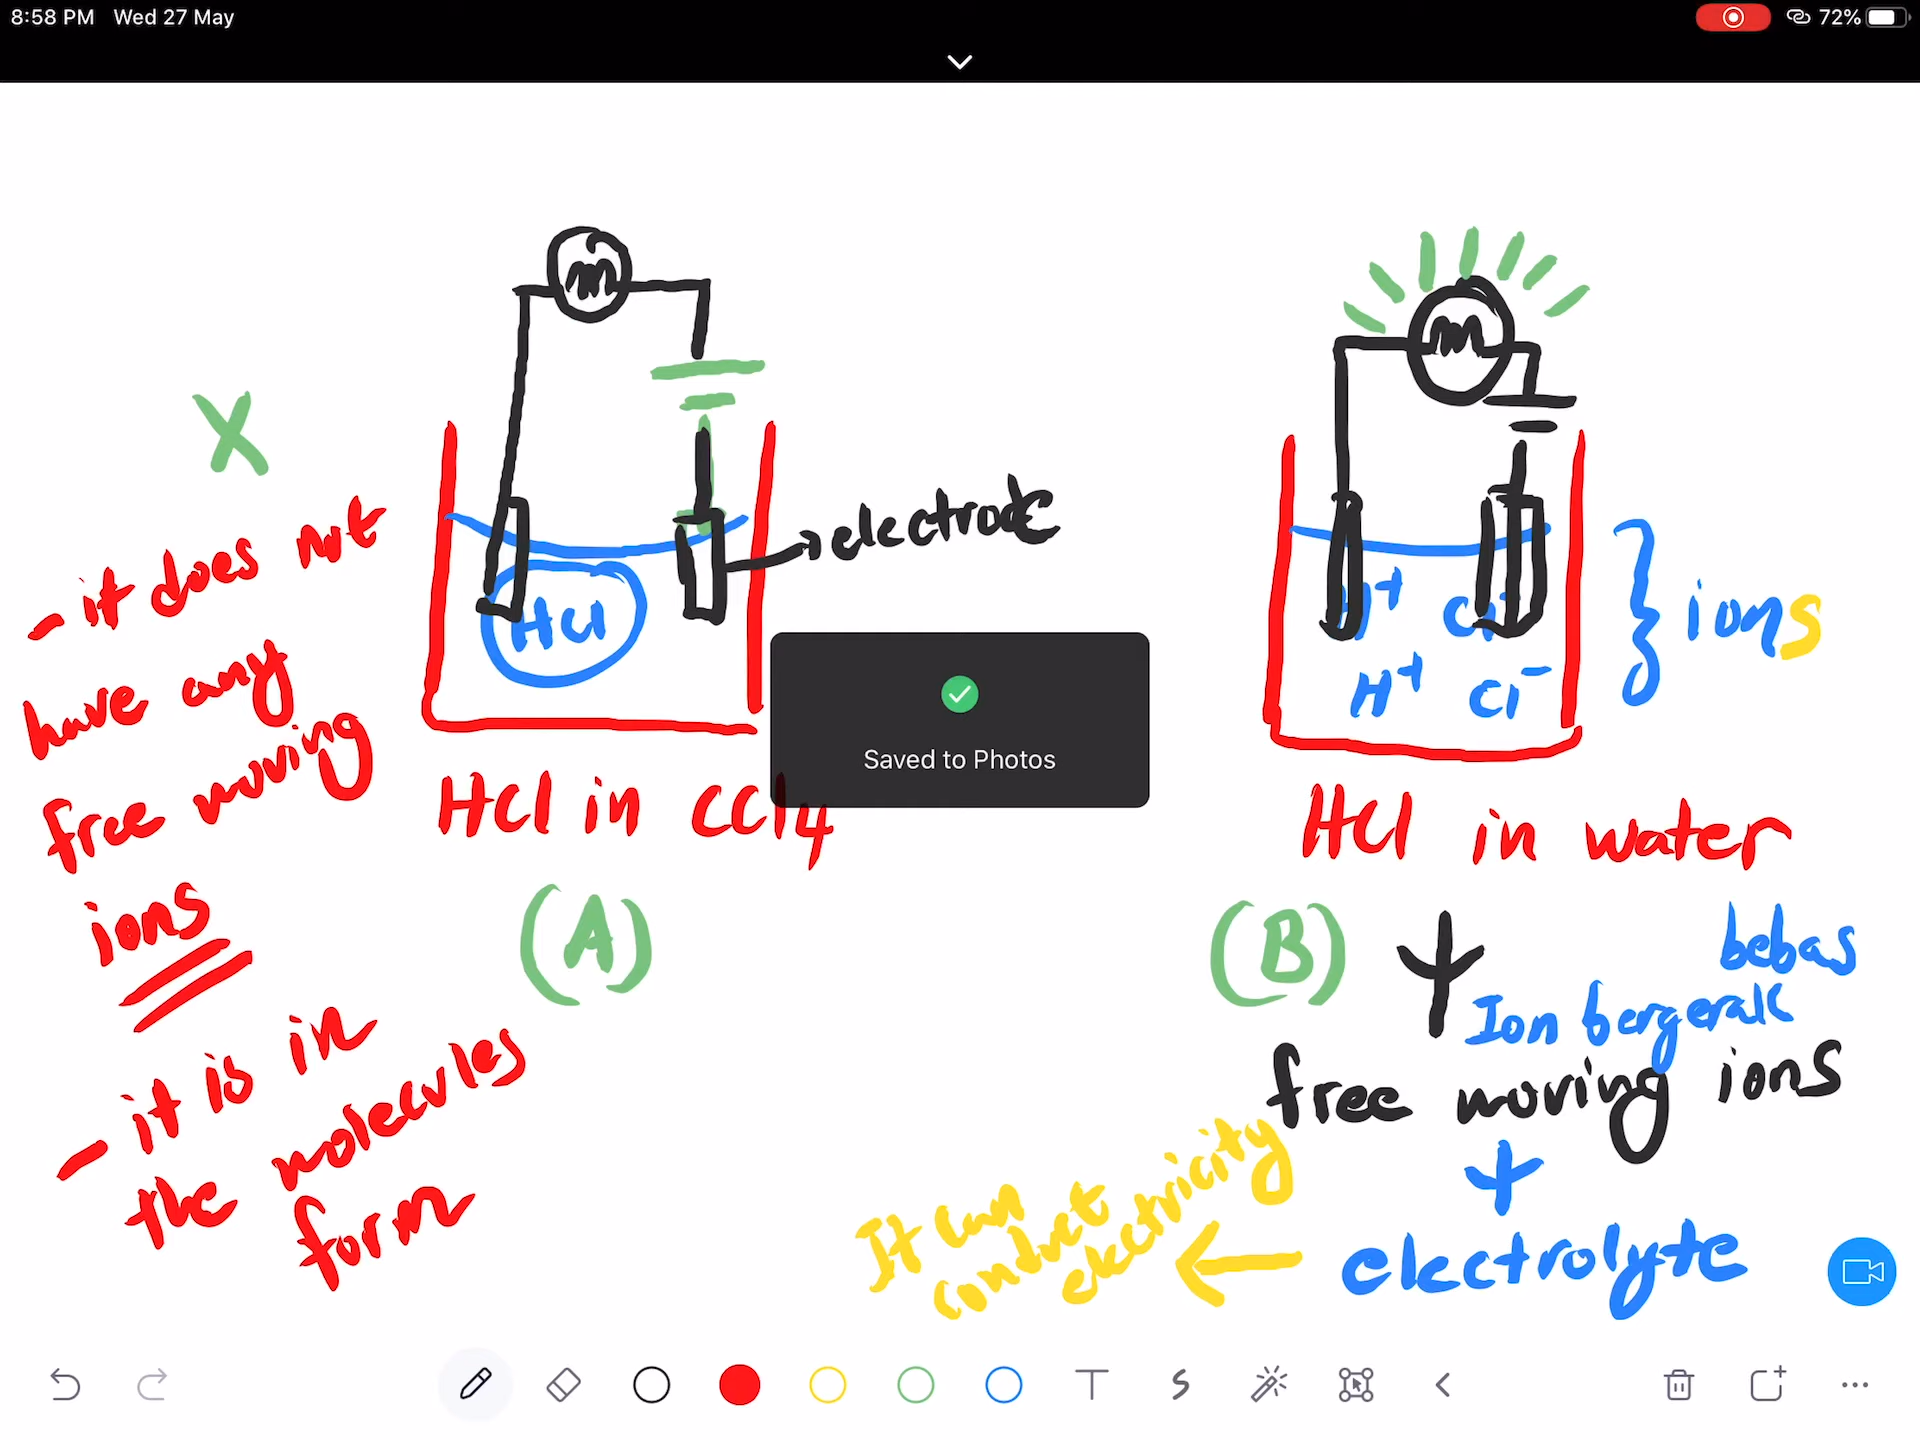 8:58 PM Wed 27 May
72%
X
- it does not
have any
free moving
ions
- it is in
the molecules
form
m
HCl
electrode
HCl in CCl4
(A)
Saved to Photos
m
H+ Cl-
H+ Cl-
ions
HCl in water
(B)
bebas
Ion bergerak
free moving ions
electrolyte
It can
conduct
electricity
T